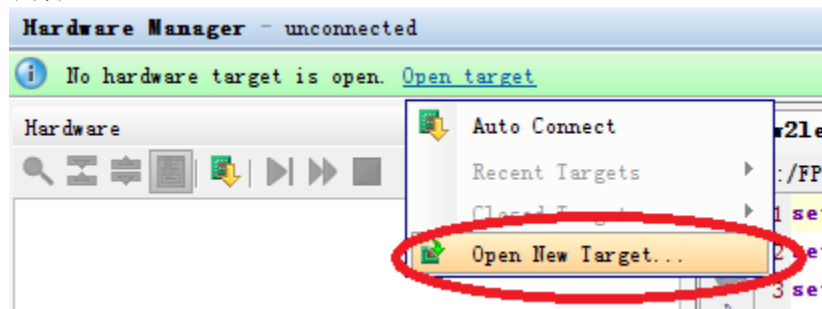 Hardware Manager - unconnected
No hardware target is open. Open target
Hardware
Auto Connect
Recent Targets
Open New Target...
:/FP
1 se
2
3 se